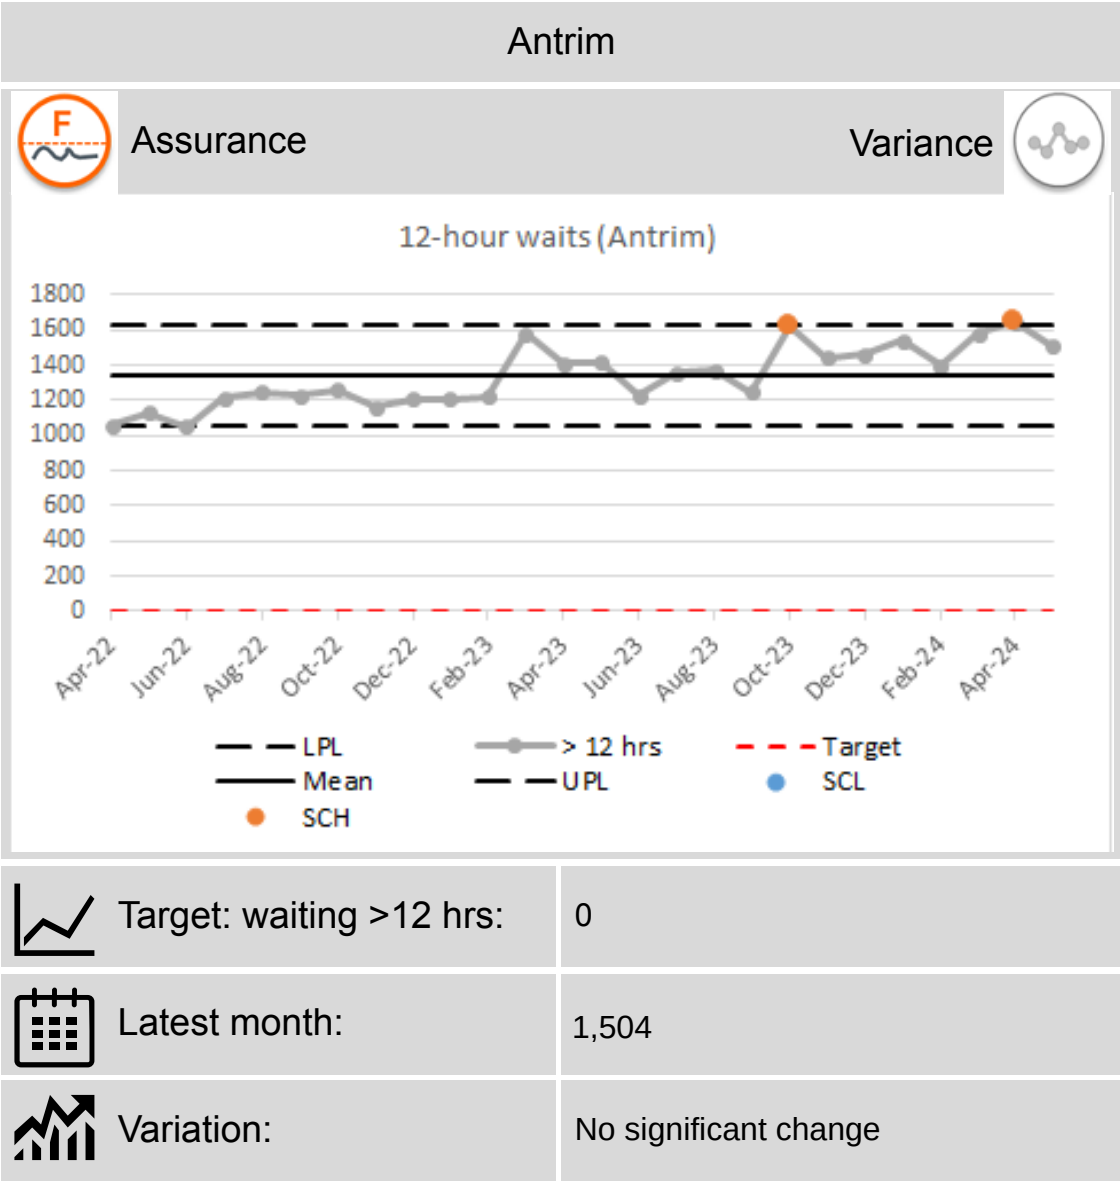 Antrim
F
Assurance
Variance
12-hour waits (Antrim)
1800
1600
1400
1200
1000
800
600
400
200
0
Apr-22
Jun-22
Aug-22
Oct-22
Dec-22
Feb-23
Apr-23
Jun-23
Aug-23
Oct-23
Dec-23
Feb-24
Apr-24
LPL
> 12 hrs
Target
Mean
UPL
SCL
SCH
Target: waiting >12 hrs:
0
Latest month:
1,504
Variation:
No significant change